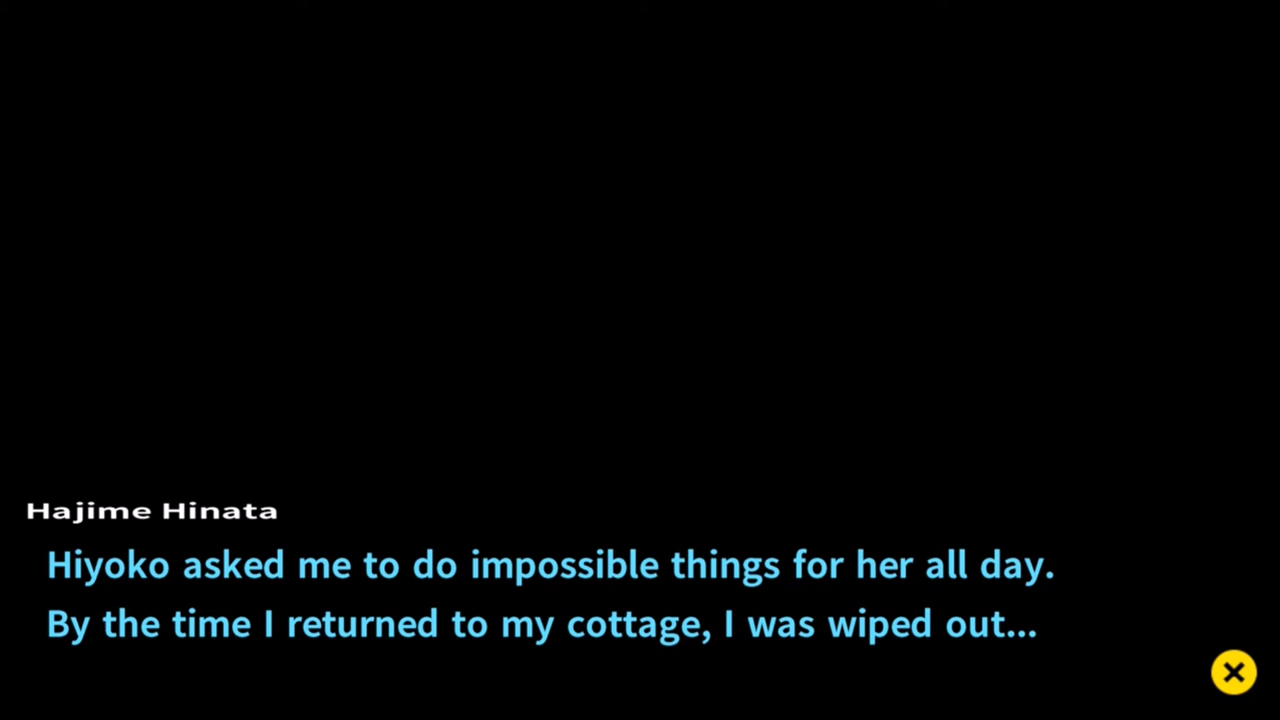 Hajime Hinata
Hiyoko asked me to do impossible things for her all day.
By the time I returned to my cottage, I was wiped out...